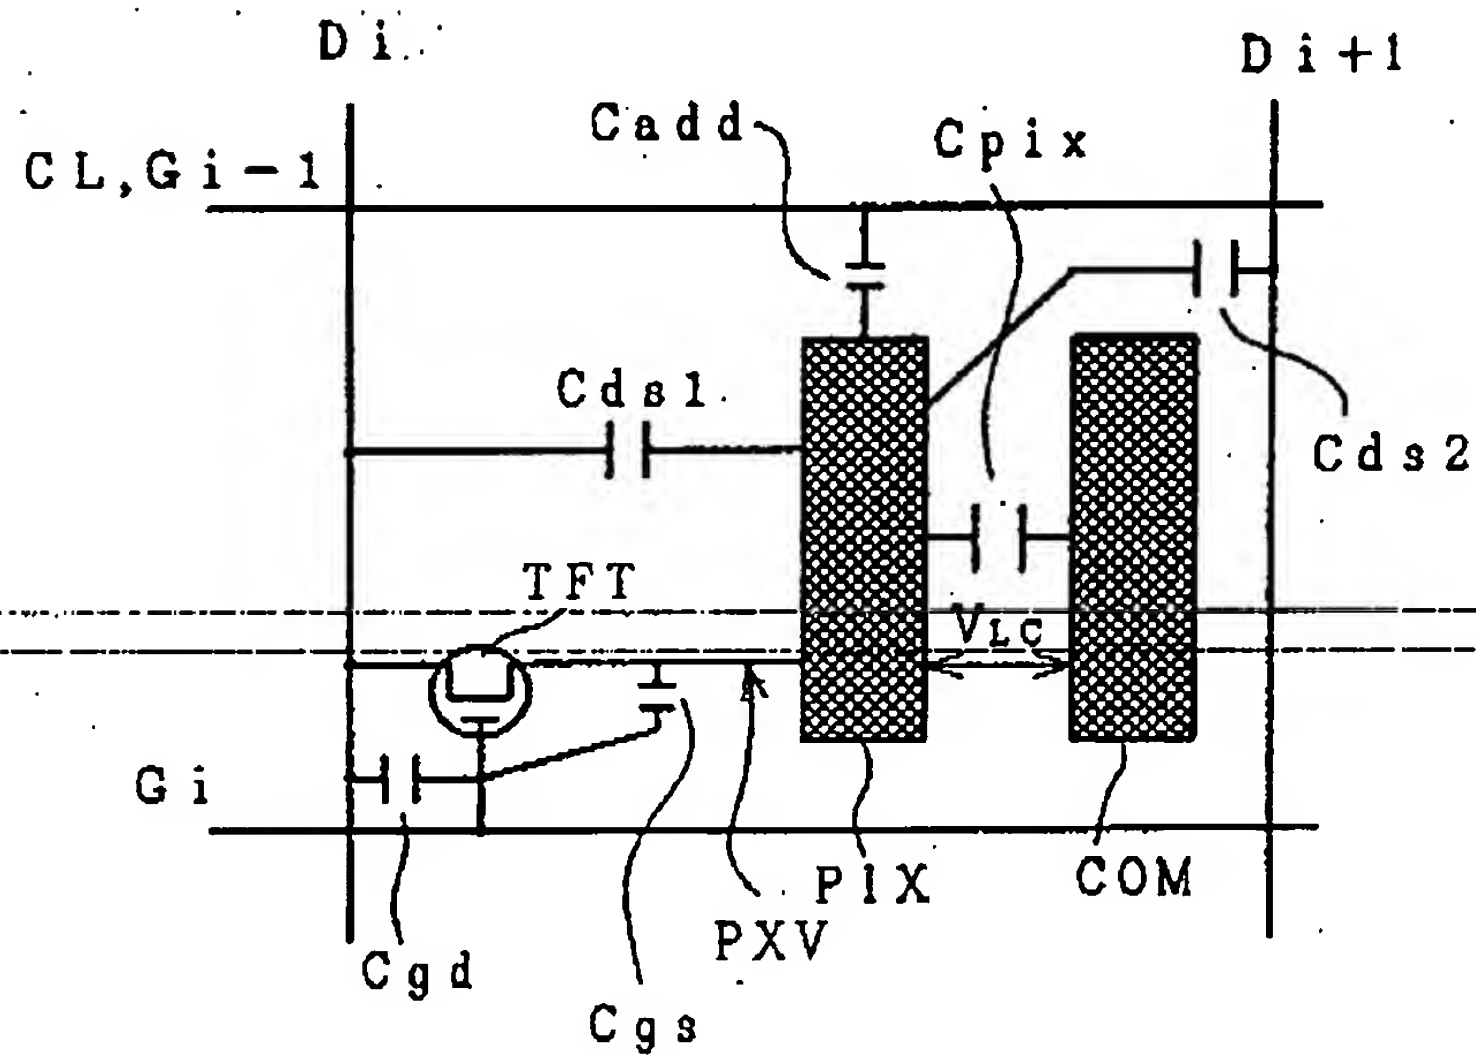 Di
Di+1
Cadd
Cpix
CL,Gi-1
Cds1
Cds2
TFT
VLC
Gi
PIX
COM
PXV
Cgd
Cgs